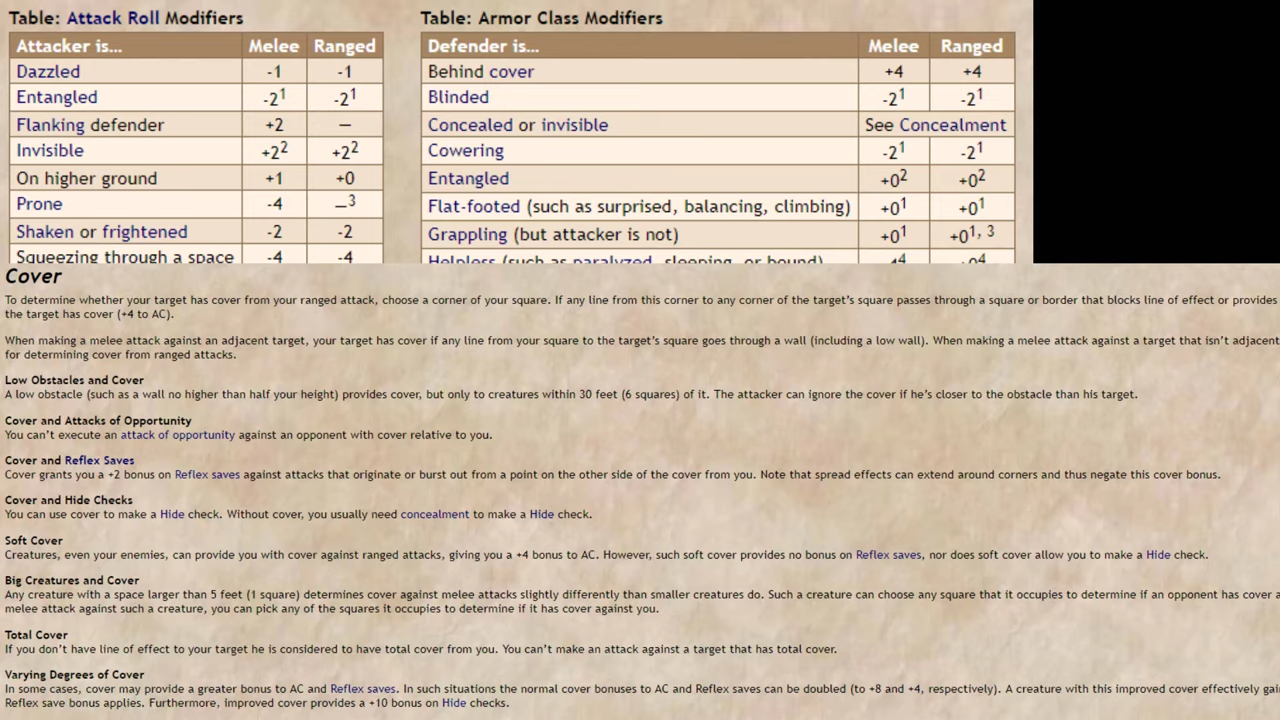 Table: Attack Roll Modifiers
Attacker is... Melee Ranged
Dazzled -1 -1
Entangled -2¹ -2¹
Flanking defender +2 —
Invisible +2² +2²
On higher ground +1 +0
Prone -4 —³
Shaken or frightened -2 -2
Squeezing through a space -4 -4
Table: Armor Class Modifiers
Defender is... Melee Ranged
Behind cover +4 +4
Blinded -2¹ -2¹
Concealed or invisible See Concealment
Cowering -2¹ -2¹
Entangled +0² +0²
Flat-footed (such as surprised, balancing, climbing) +0¹ +0¹
Grappling (but attacker is not) +0¹ +0¹, ³
Helpless (such as paralyzed, sleeping, or bound)
Cover
To determine whether your target has cover from your ranged attack, choose a corner of your square. If any line from this corner to any corner of the target's square passes through a square or border that blocks line of effect or provides
the target has cover (+4 to AC).
When making a melee attack against an adjacent target, your target has cover if any line from your square to the target's square goes through a wall (including a low wall). When making a melee attack against a target that isn't adjacent
for determining cover from ranged attacks.
Low Obstacles and Cover
A low obstacle (such as a wall no higher than half your height) provides cover, but only to creatures within 30 feet (6 squares) of it. The attacker can ignore the cover if he's closer to the obstacle than his target.
Cover and Attacks of Opportunity
You can't execute an attack of opportunity against an opponent with cover relative to you.
Cover and Reflex Saves
Cover grants you a +2 bonus on Reflex saves against attacks that originate or burst out from a point on the other side of the cover from you. Note that spread effects can extend around corners and thus negate this cover bonus.
Cover and Hide Checks
You can use cover to make a Hide check. Without cover, you usually need concealment to make a Hide check.
Soft Cover
Creatures, even your enemies, can provide you with cover against ranged attacks, giving you a +4 bonus to AC. However, such soft cover provides no bonus on Reflex saves, nor does soft cover allow you to make a Hide check.
Big Creatures and Cover
Any creature with a space larger than 5 feet (1 square) determines cover against melee attacks slightly differently than smaller creatures do. Such a creature can choose any square that it occupies to determine if an opponent has cover a
melee attack against such a creature, you can pick any of the squares it occupies to determine if it has cover against you.
Total Cover
If you don't have line of effect to your target he is considered to have total cover from you. You can't make an attack against a target that has total cover.
Varying Degrees of Cover
In some cases, cover may provide a greater bonus to AC and Reflex saves. In such situations the normal cover bonuses to AC and Reflex saves can be doubled (to +8 and +4, respectively). A creature with this improved cover effectively gai
Reflex save bonus applies. Furthermore, improved cover provides a +10 bonus on Hide checks.